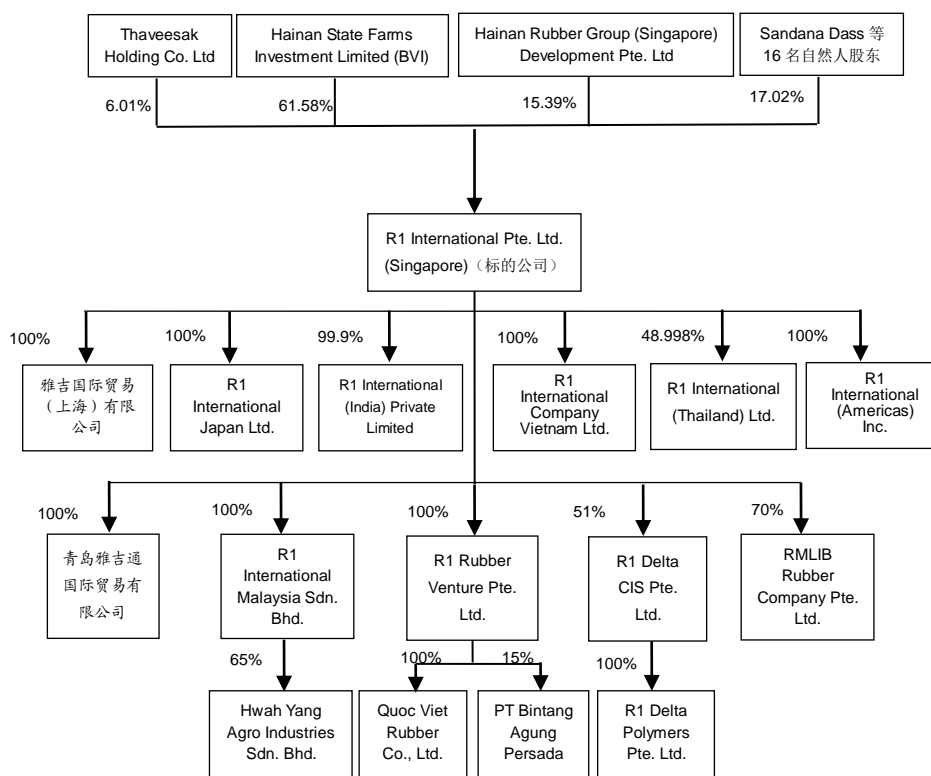 Thaveesak
Holding Co. Ltd
Hainan State Farms
Investment Limited (BVI)
Hainan Rubber Group (Singapore)
Development Pte. Ltd
Sandana Dass 等
16 名自然人股东
6.01%
61.58%
15.39%
17.02%
R1 International Pte. Ltd.
(Singapore)（标的公司）
100%
100%
99.9%
100%
48.998%
100%
雅吉国际贸易
（上海）有限
公司
R1
International
Japan Ltd.
R1 International
(India) Private
Limited
R1
International
Company
Vietnam Ltd.
R1 International
(Thailand) Ltd.
R1
International
(Americas)
Inc.
100%
100%
100%
51%
70%
青岛雅吉通
国际贸易有
限公司
R1
International
Malaysia Sdn.
Bhd.
R1 Rubber
Venture Pte.
Ltd.
R1 Delta
CIS Pte.
Ltd.
RMLIB
Rubber
Company Pte.
Ltd.
65%
100%
15%
100%
Hwah Yang
Agro Industries
Sdn. Bhd.
Quoc Viet
Rubber
Co., Ltd.
PT Bintang
Agung
Persada
R1 Delta
Polymers
Pte. Ltd.